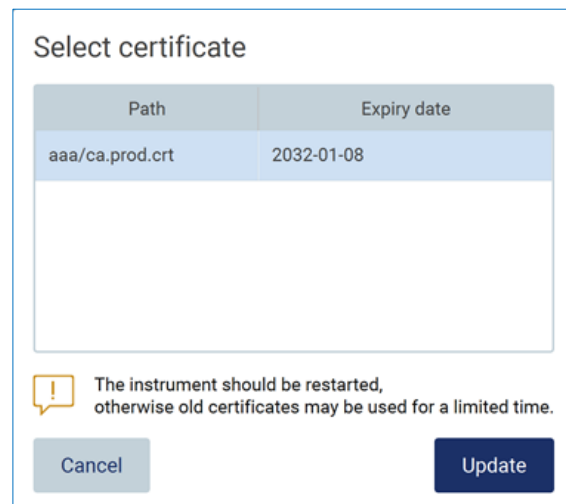 Select certificate
Path Expiry date
aaa/ca.prod.crt 2032-01-08
The instrument should be restarted,
otherwise old certificates may be used for a limited time.
Cancel Update